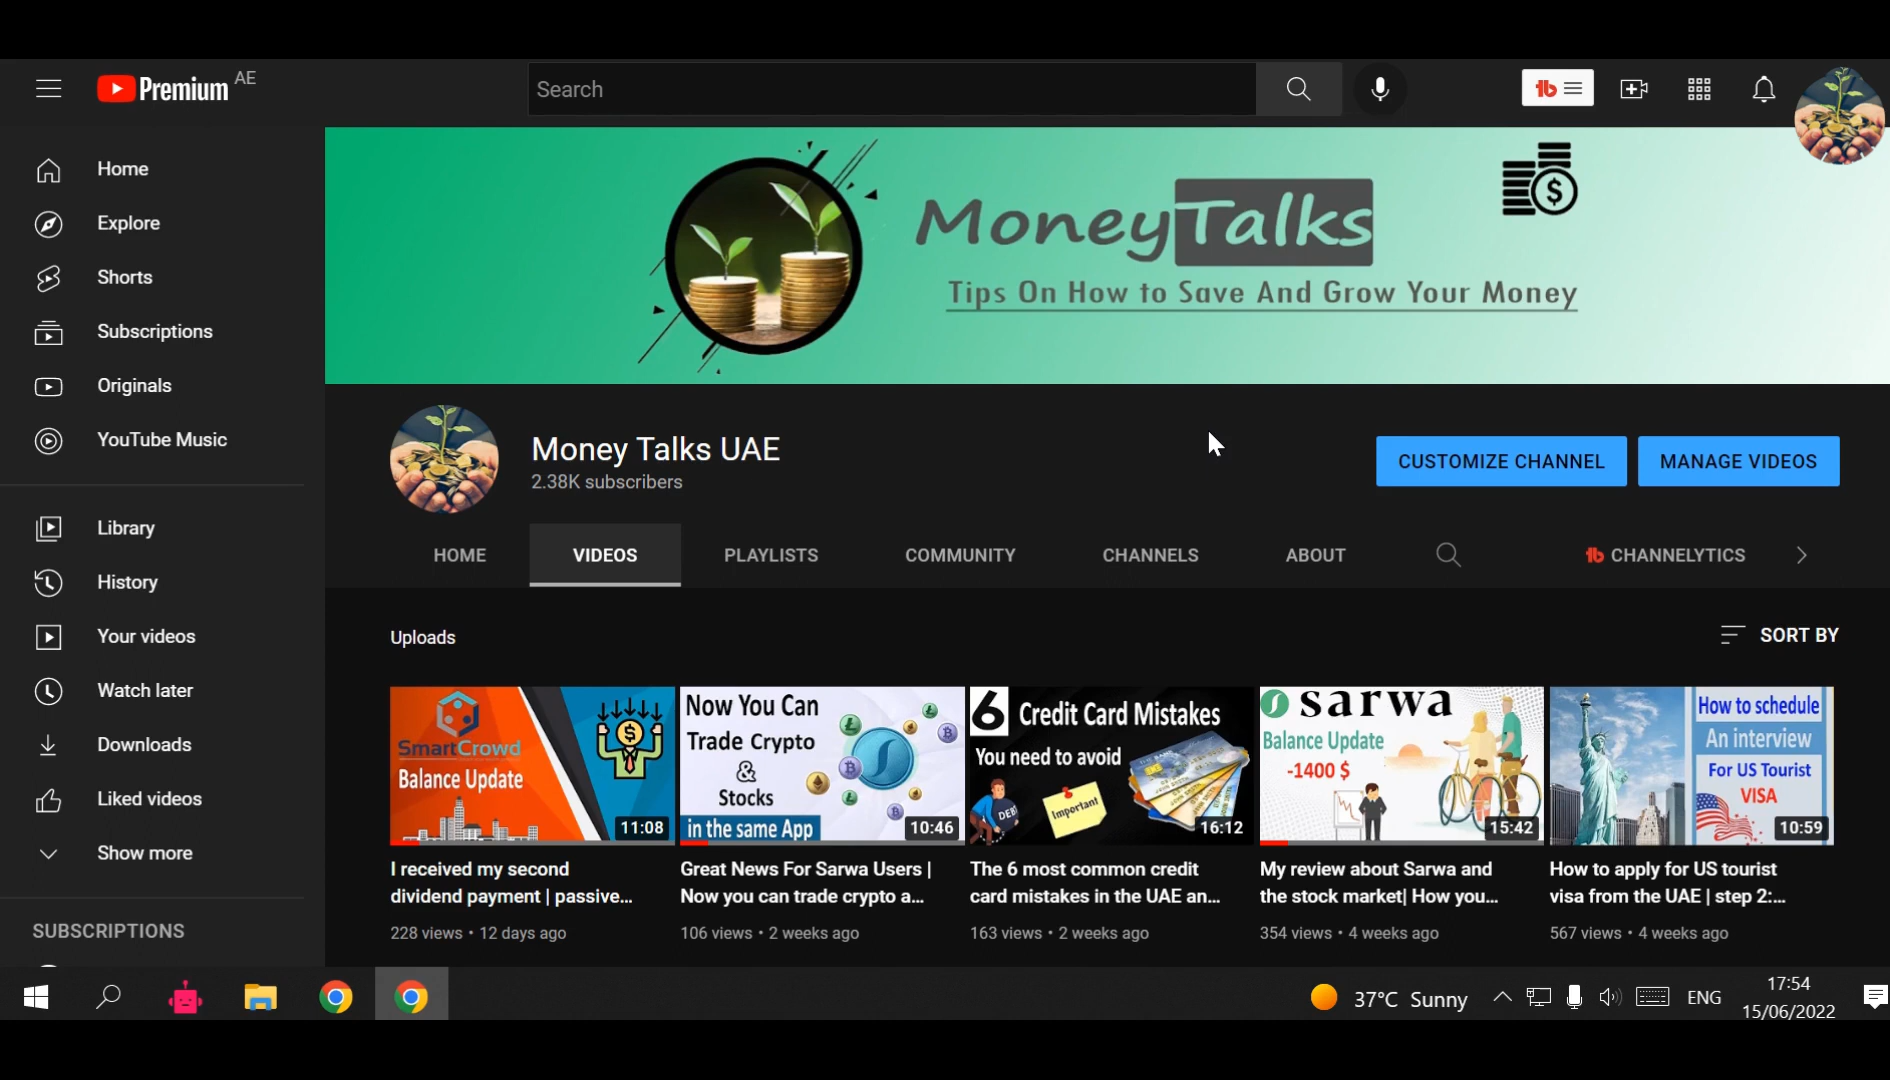 Premium AE
Search
Home
Explore
Shorts
Subscriptions
Originals
YouTube Music
Library
History
Your videos
Watch later
Downloads
Liked videos
Show more
SUBSCRIPTIONS
MoneyTalks
Tips On How to Save And Grow Your Money
Money Talks UAE
2.38K subscribers
CUSTOMIZE CHANNEL
MANAGE VIDEOS
HOME
VIDEOS
PLAYLISTS
COMMUNITY
CHANNELS
ABOUT
CHANNELYTICS
Uploads
SORT BY
SmartCrowd
Balance Update
11:08
I received my second
dividend payment | passive...
228 views • 12 days ago
Now You Can
Trade Crypto
&
Stocks
in the same App
10:46
Great News For Sarwa Users |
Now you can trade crypto a...
106 views • 2 weeks ago
6 Credit Card Mistakes
You need to avoid
DEBT
Important
16:12
The 6 most common credit
card mistakes in the UAE an...
163 views • 2 weeks ago
sarwa
Balance Update
-1400 $
15:42
My review about Sarwa and
the stock market| How you...
354 views • 4 weeks ago
How to schedule
An interview
For US Tourist
VISA
10:59
How to apply for US tourist
visa from the UAE | step 2:...
567 views • 4 weeks ago
37°C Sunny
ENG
17:54
15/06/2022